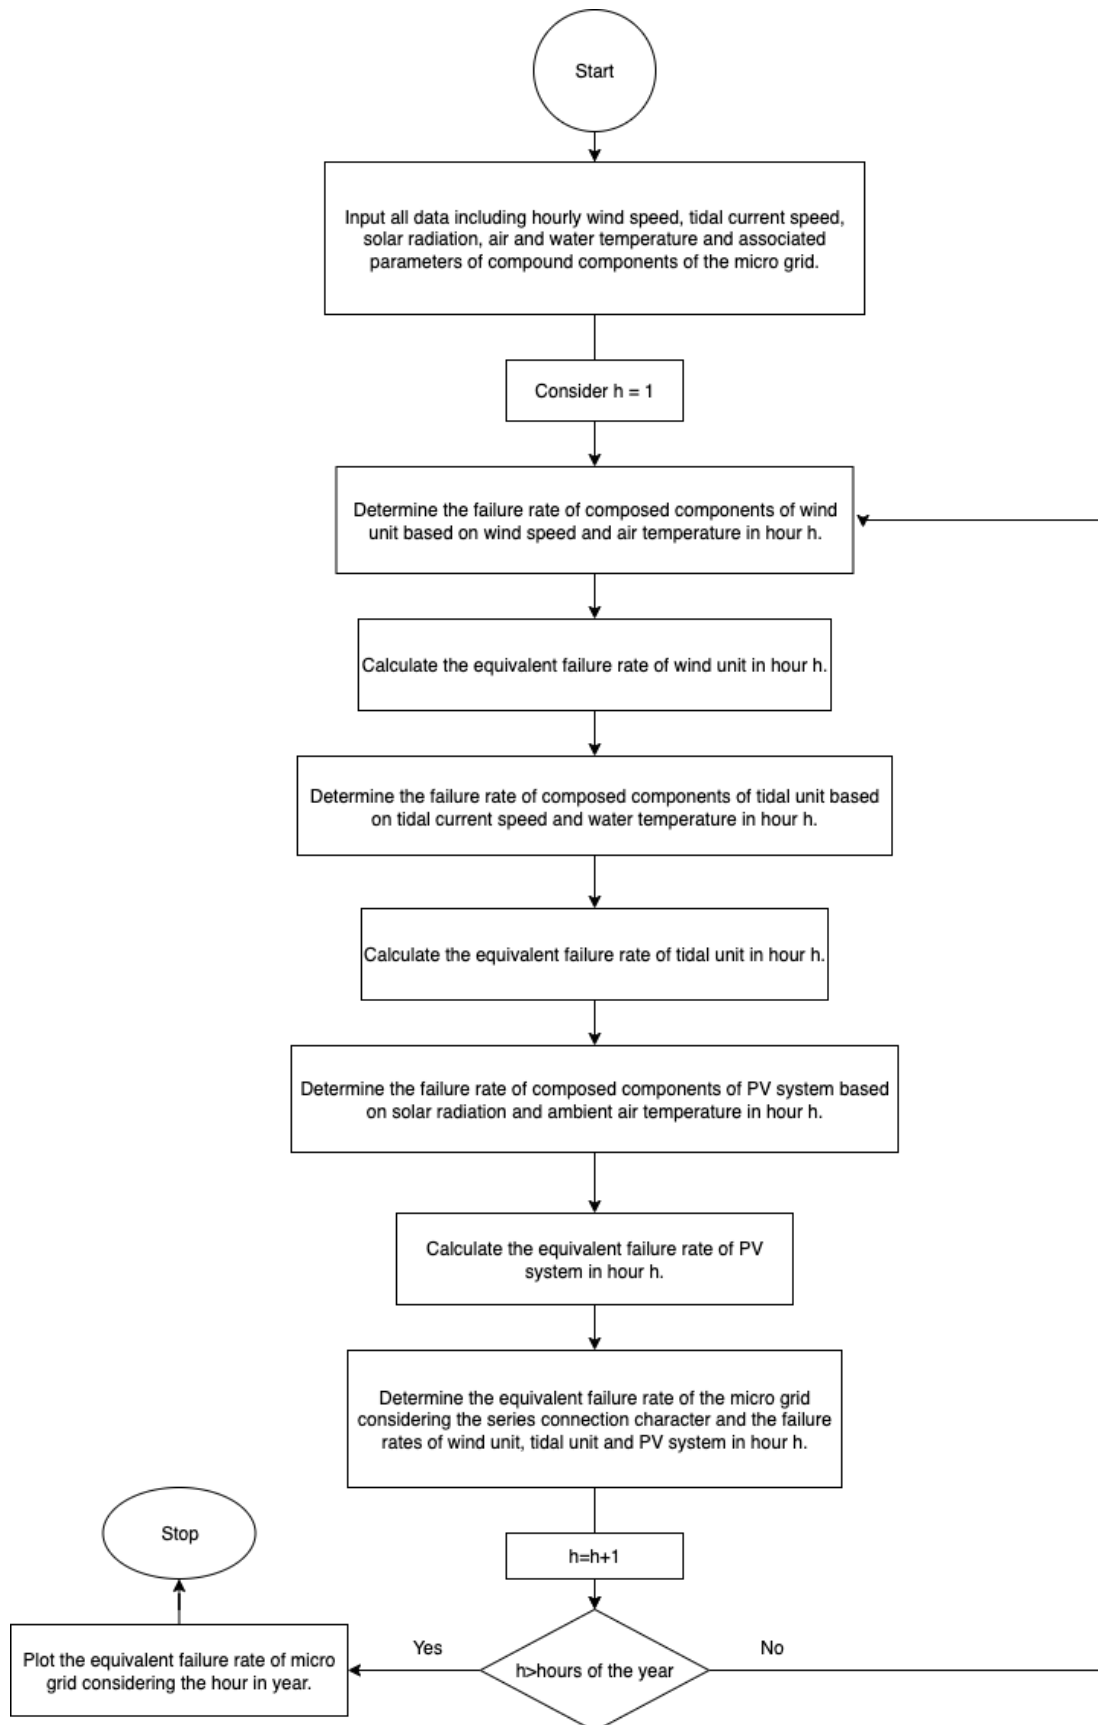 Start
Input all data including hourly wind speed, tidal current speed,
solar radiation, air and water temperature and associated
parameters of compound components of the micro grid.
Consider h = 1
Determine the failure rate of composed components of wind
unit based on wind speed and air temperature in hour h.
Calculate the equivalent failure rate of wind unit in hour h.
Determine the failure rate of composed components of tidal unit based
on tidal current speed and water temperature in hour h.
Calculate the equivalent failure rate of tidal unit in hour h.
Determine the failure rate of composed components of PV system based
on solar radiation and ambient air temperature in hour h.
Calculate the equivalent failure rate of PV
system in hour h.
Determine the equivalent failure rate of the micro grid
considering the series connection character and the failure
rates of wind unit, tidal unit and PV system in hour h.
h=h+1
h>hours of the year
Yes
No
Plot the equivalent failure rate of micro
grid considering the hour in year.
Stop